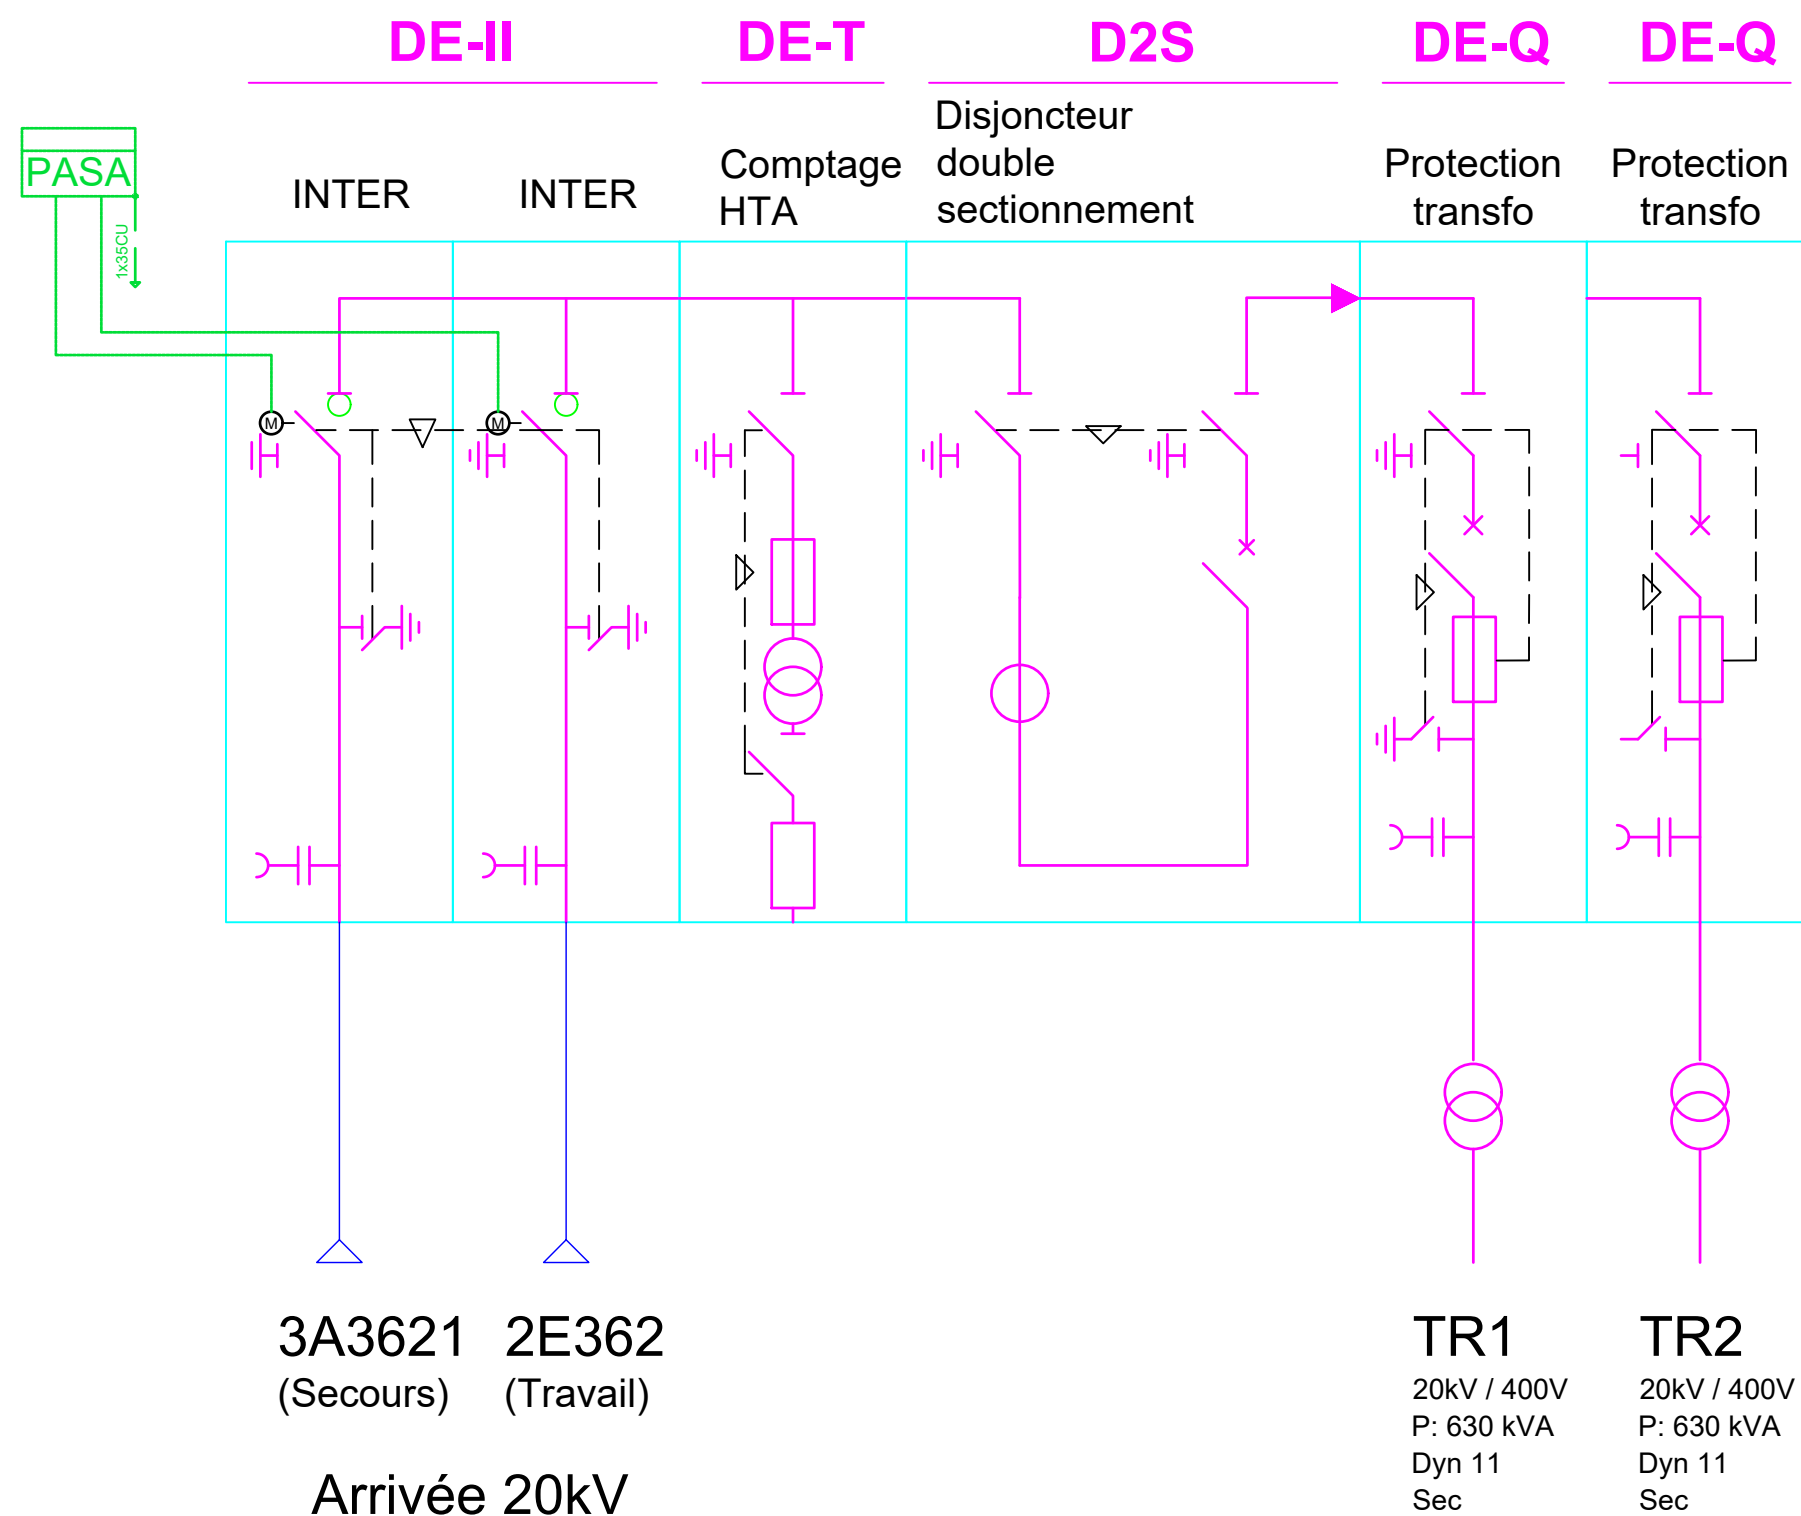 DE-II
DE-T
D2S
DE-Q
DE-Q
PASA
1x35CU
INTER
INTER
Comptage
HTA
Disjoncteur
double
sectionnement
Protection
transfo
Protection
transfo
M
M
3A3621
(Secours)
2E362
(Travail)
Arrivée 20kV
TR1
20kV / 400V
P: 630 kVA
Dyn 11
Sec
TR2
20kV / 400V
P: 630 kVA
Dyn 11
Sec